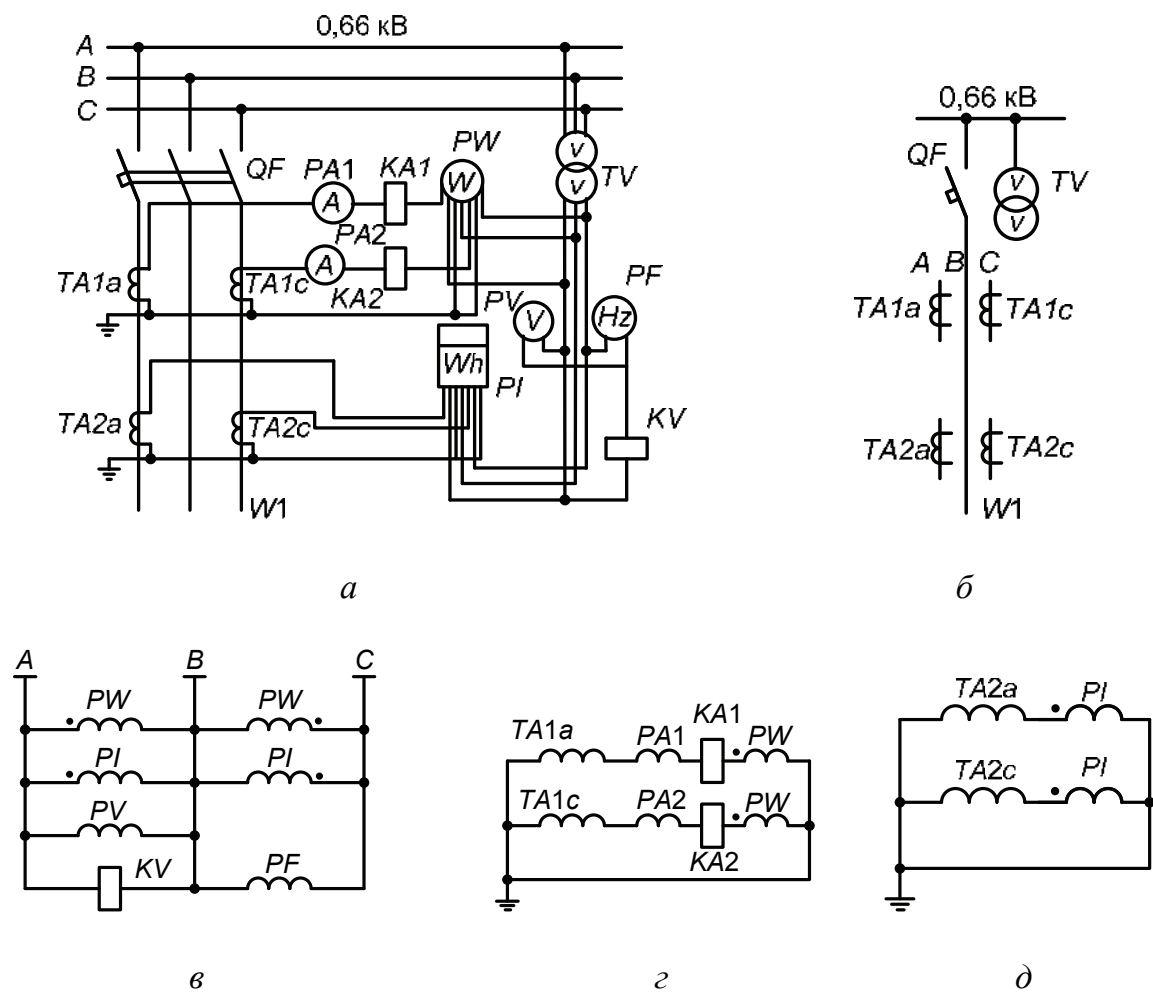 0,66 кВ
A
B
C
QF
PA1
KA1
PW
TV
A
W
v
v
PA2
A
KA2
TA1a
TA1c
PV
V
PF
Hz
Wh
PI
TA2a
TA2c
KV
W1
а
0,66 кВ
QF
v
v
TV
A
B
C
TA1a
TA1c
TA2a
TA2c
W1
б
A
B
C
PW
PW
PI
PI
PV
KV
PF
в
TA1a
PA1
KA1
PW
TA1c
PA2
PW
KA2
г
TA2a
PI
TA2c
PI
д